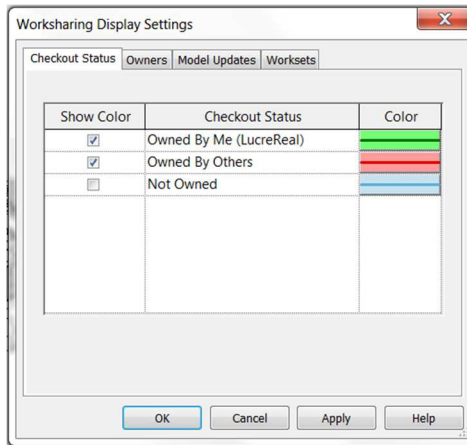 Worksharing Display Settings
Checkout Status Owners Model Updates Worksets
Show Color Checkout Status Color
Owned By Me (LucreReal)
Owned By Others
Not Owned
OK Cancel Apply Help